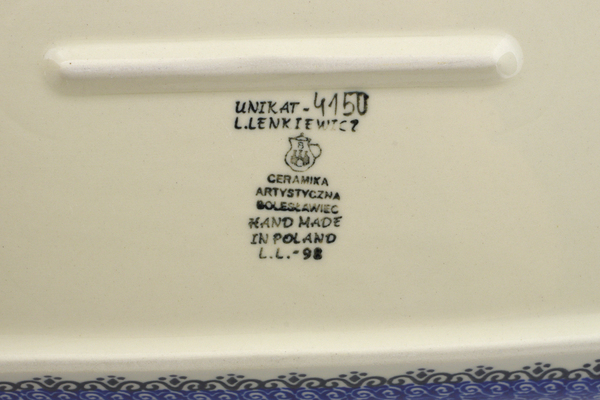 UNIKAT-4150
L.LENKIEWICZ
CERAMIKA
ARTYSTYCZNA
BOLESŁAWIEC
HAND MADE
IN POLAND
L.L.-98